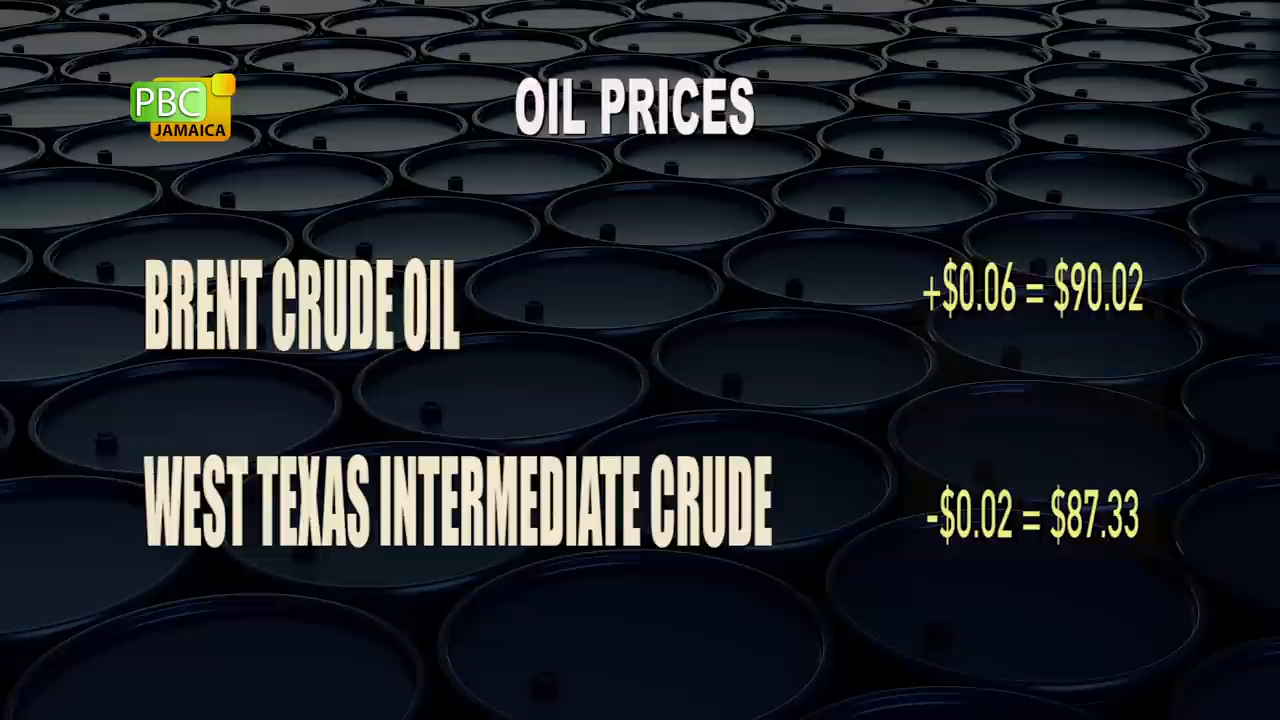 PBC
JAMAICA
OIL PRICES
BRENT CRUDE OIL
+$0.06 = $90.02
WEST TEXAS INTERMEDIATE CRUDE
-$0.02 = $87.33